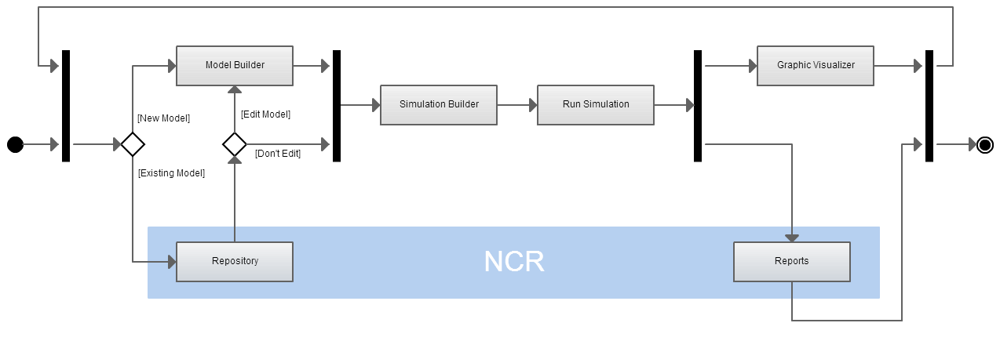 Model Builder
Graphic Visualizer
Simulation Builder
Run Simulation
[New Model]
[Edit Model]
[Don't Edit]
[Existing Model]
Repository
NCR
Reports